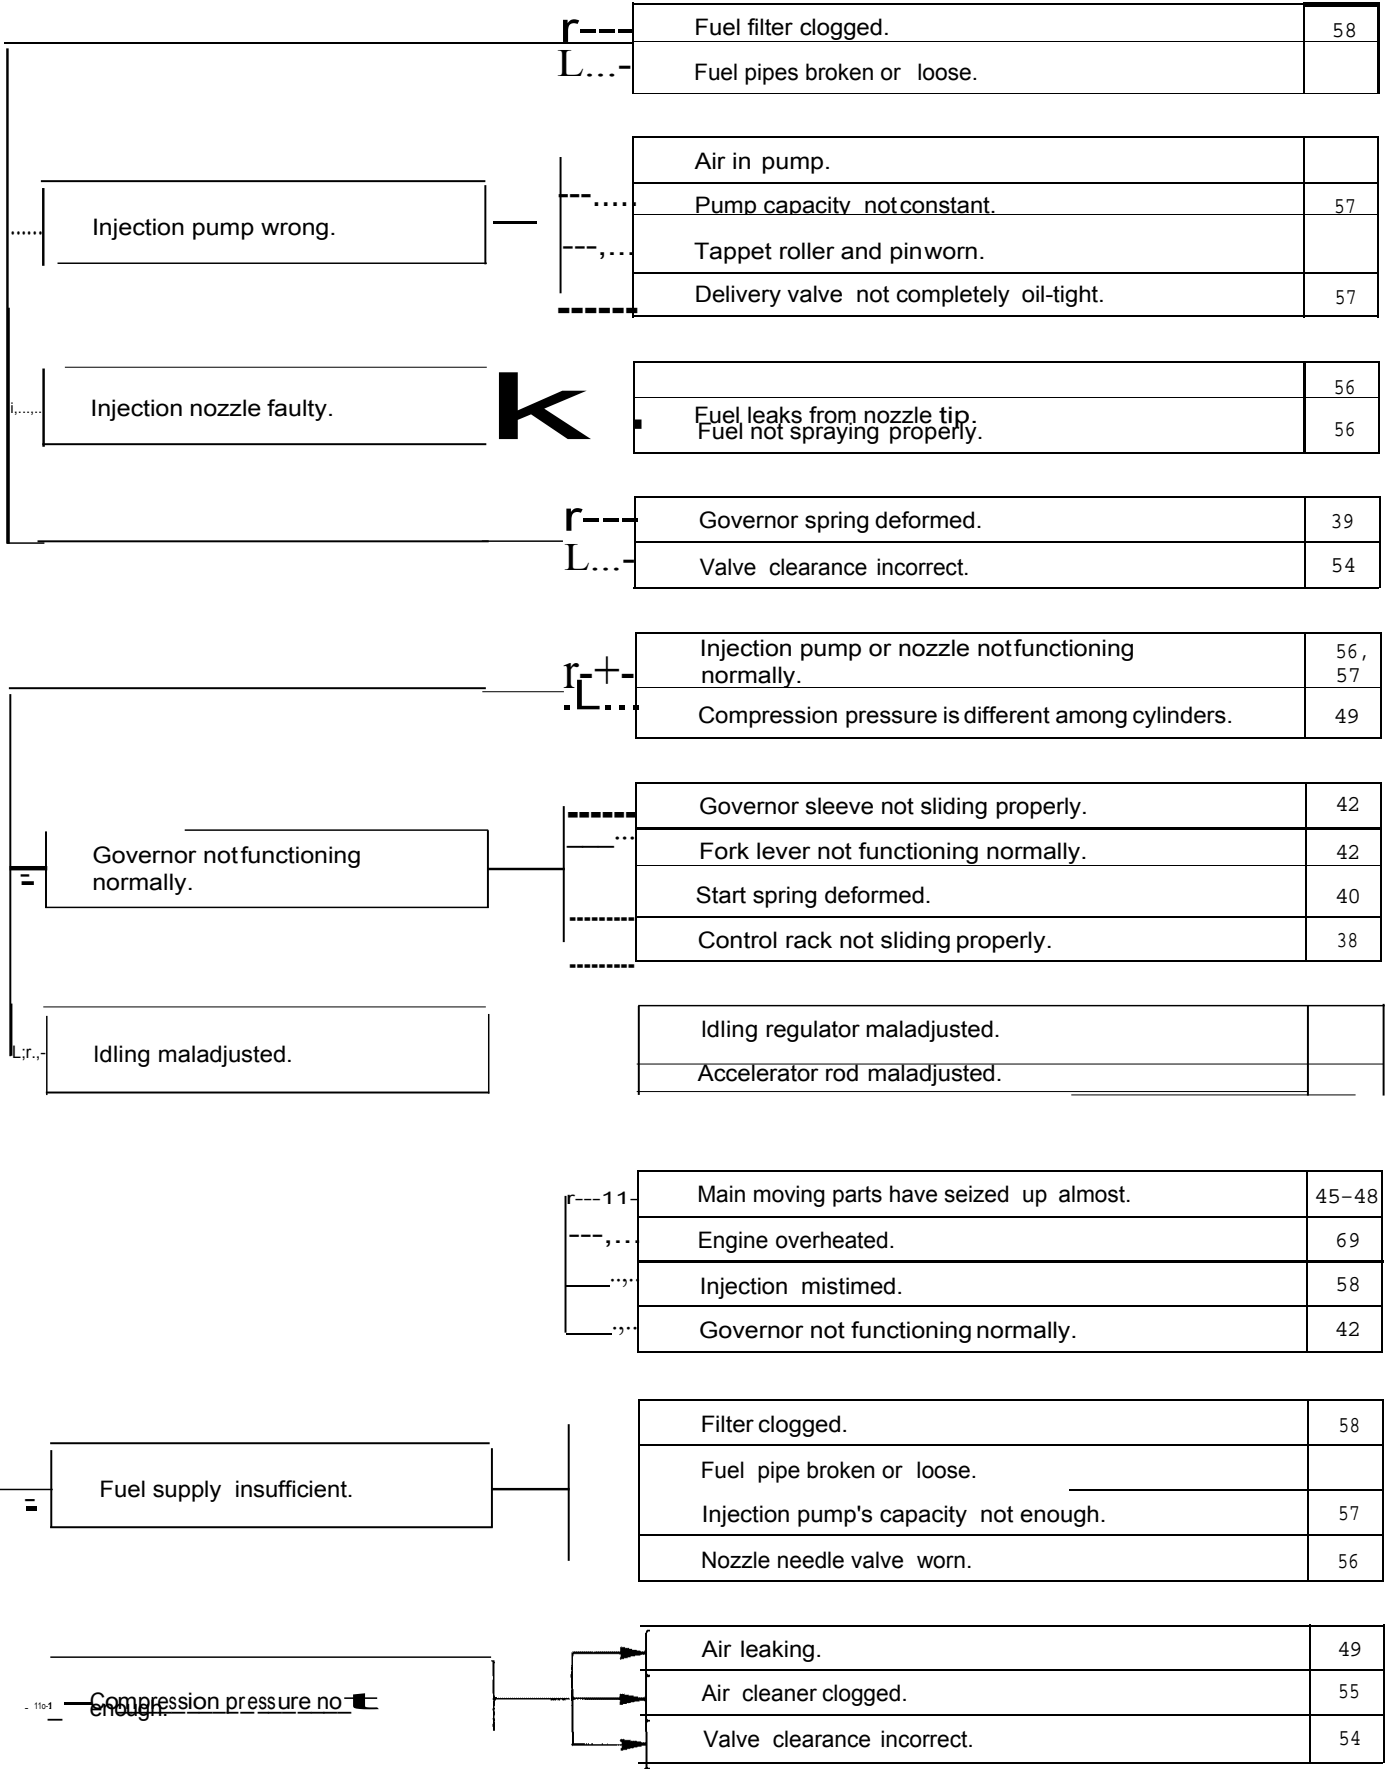 Fuel filter clogged. 58
Fuel pipes broken or loose.
Air in pump.
Pump capacity not constant. 57
Injection pump wrong.
Tappet roller and pin worn.
Delivery valve not completely oil-tight. 57
56
Injection nozzle faulty.
Fuel leaks from nozzle tip.
Fuel not spraying properly. 56
Governor spring deformed. 39
Valve clearance incorrect. 54
Injection pump or nozzle not functioning 56,
normally. 57
Compression pressure is different among cylinders. 49
Governor sleeve not sliding properly. 42
Governor not functioning
normally.
Fork lever not functioning normally. 42
Start spring deformed. 40
Control rack not sliding properly. 38
Idling regulator maladjusted.
Idling maladjusted.
Accelerator rod maladjusted.
Main moving parts have seized up almost. 45-48
Engine overheated. 69
Injection mistimed. 58
Governor not functioning normally. 42
Filter clogged. 58
Fuel pipe broken or loose.
Fuel supply insufficient.
Injection pump's capacity not enough. 57
Nozzle needle valve worn. 56
Air leaking. 49
Air cleaner clogged. 55
Compression pressure no
enough.
Valve clearance incorrect. 54